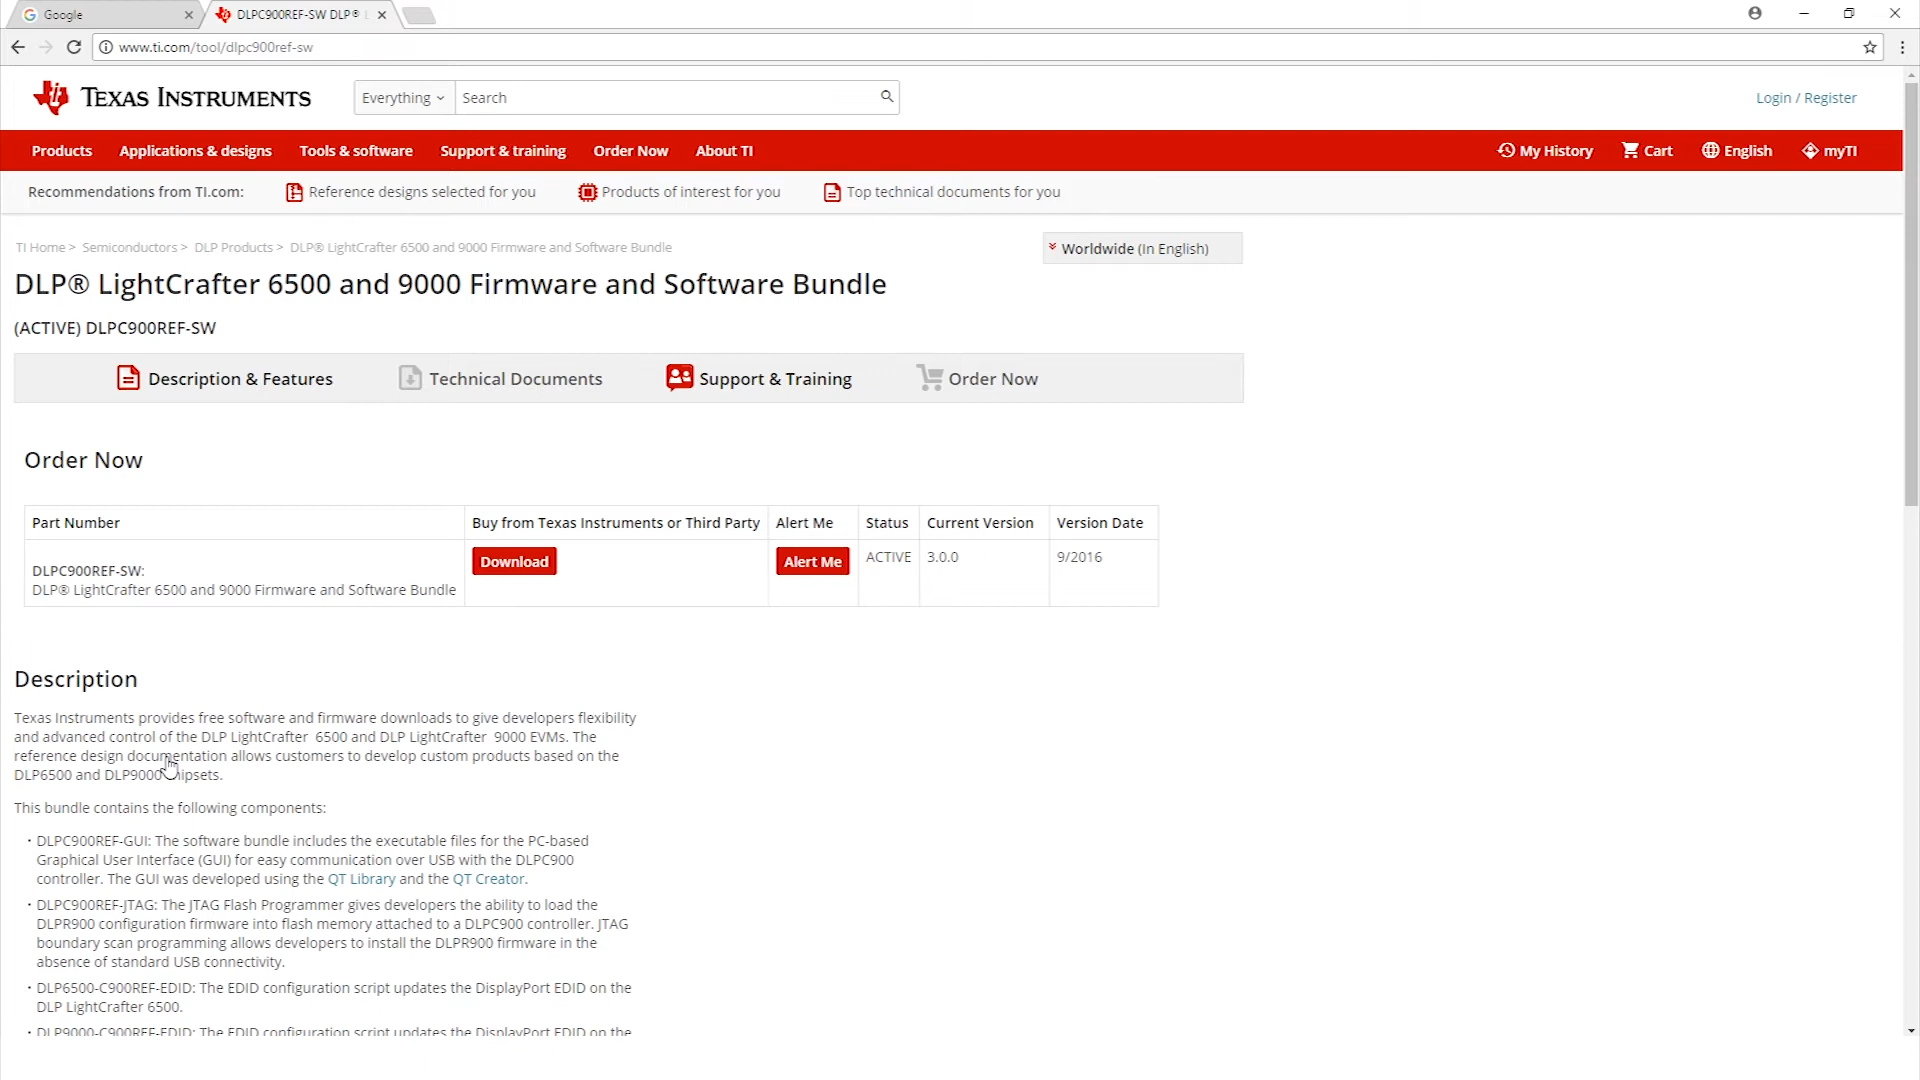 Google
DLPC900REF-SW DLP®
www.ti.com/tool/dlpc900ref-sw
TEXAS INSTRUMENTS
Everything
Search
Login / Register
Products
Applications & designs
Tools & software
Support & training
Order Now
About TI
My History
Cart
English
myTI
Recommendations from TI.com:
Reference designs selected for you
Products of interest for you
Top technical documents for you
TI Home > Semiconductors > DLP Products > DLP® LightCrafter 6500 and 9000 Firmware and Software Bundle
Worldwide (In English)
DLP® LightCrafter 6500 and 9000 Firmware and Software Bundle
(ACTIVE) DLPC900REF-SW
Description & Features
Technical Documents
Support & Training
Order Now
Order Now
Part Number
Buy from Texas Instruments or Third Party
Alert Me
Status
Current Version
Version Date
DLPC900REF-SW:
DLP® LightCrafter 6500 and 9000 Firmware and Software Bundle
Download
Alert Me
ACTIVE
3.0.0
9/2016
Description
Texas Instruments provides free software and firmware downloads to give developers flexibility
and advanced control of the DLP LightCrafter 6500 and DLP LightCrafter 9000 EVMs. The
reference design documentation allows customers to develop custom products based on the
DLP6500 and DLP9000 chipsets.
This bundle contains the following components:
• DLPC900REF-GUI: The software bundle includes the executable files for the PC-based
Graphical User Interface (GUI) for easy communication over USB with the DLPC900
controller. The GUI was developed using the QT Library and the QT Creator.
• DLPC900REF-JTAG: The JTAG Flash Programmer gives developers the ability to load the
DLPR900 configuration firmware into flash memory attached to a DLPC900 controller. JTAG
boundary scan programming allows developers to install the DLPR900 firmware in the
absence of standard USB connectivity.
• DLP6500-C900REF-EDID: The EDID configuration script updates the DisplayPort EDID on the
DLP LightCrafter 6500.
• DLP9000-C900REF-EDID: The EDID configuration script updates the DisplayPort EDID on the